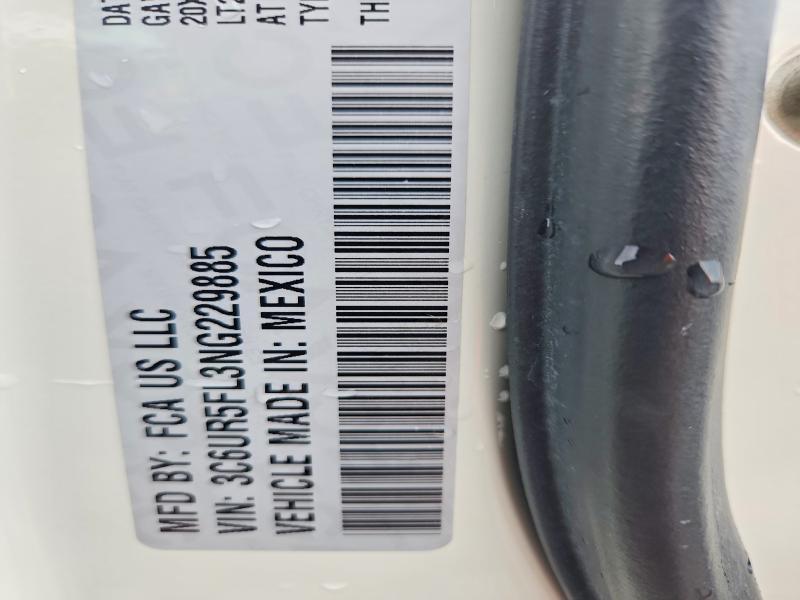 MFD BY: FCA US LLC
VIN: 3C6UR5FL3NG229885
VEHICLE MADE IN: MEXICO